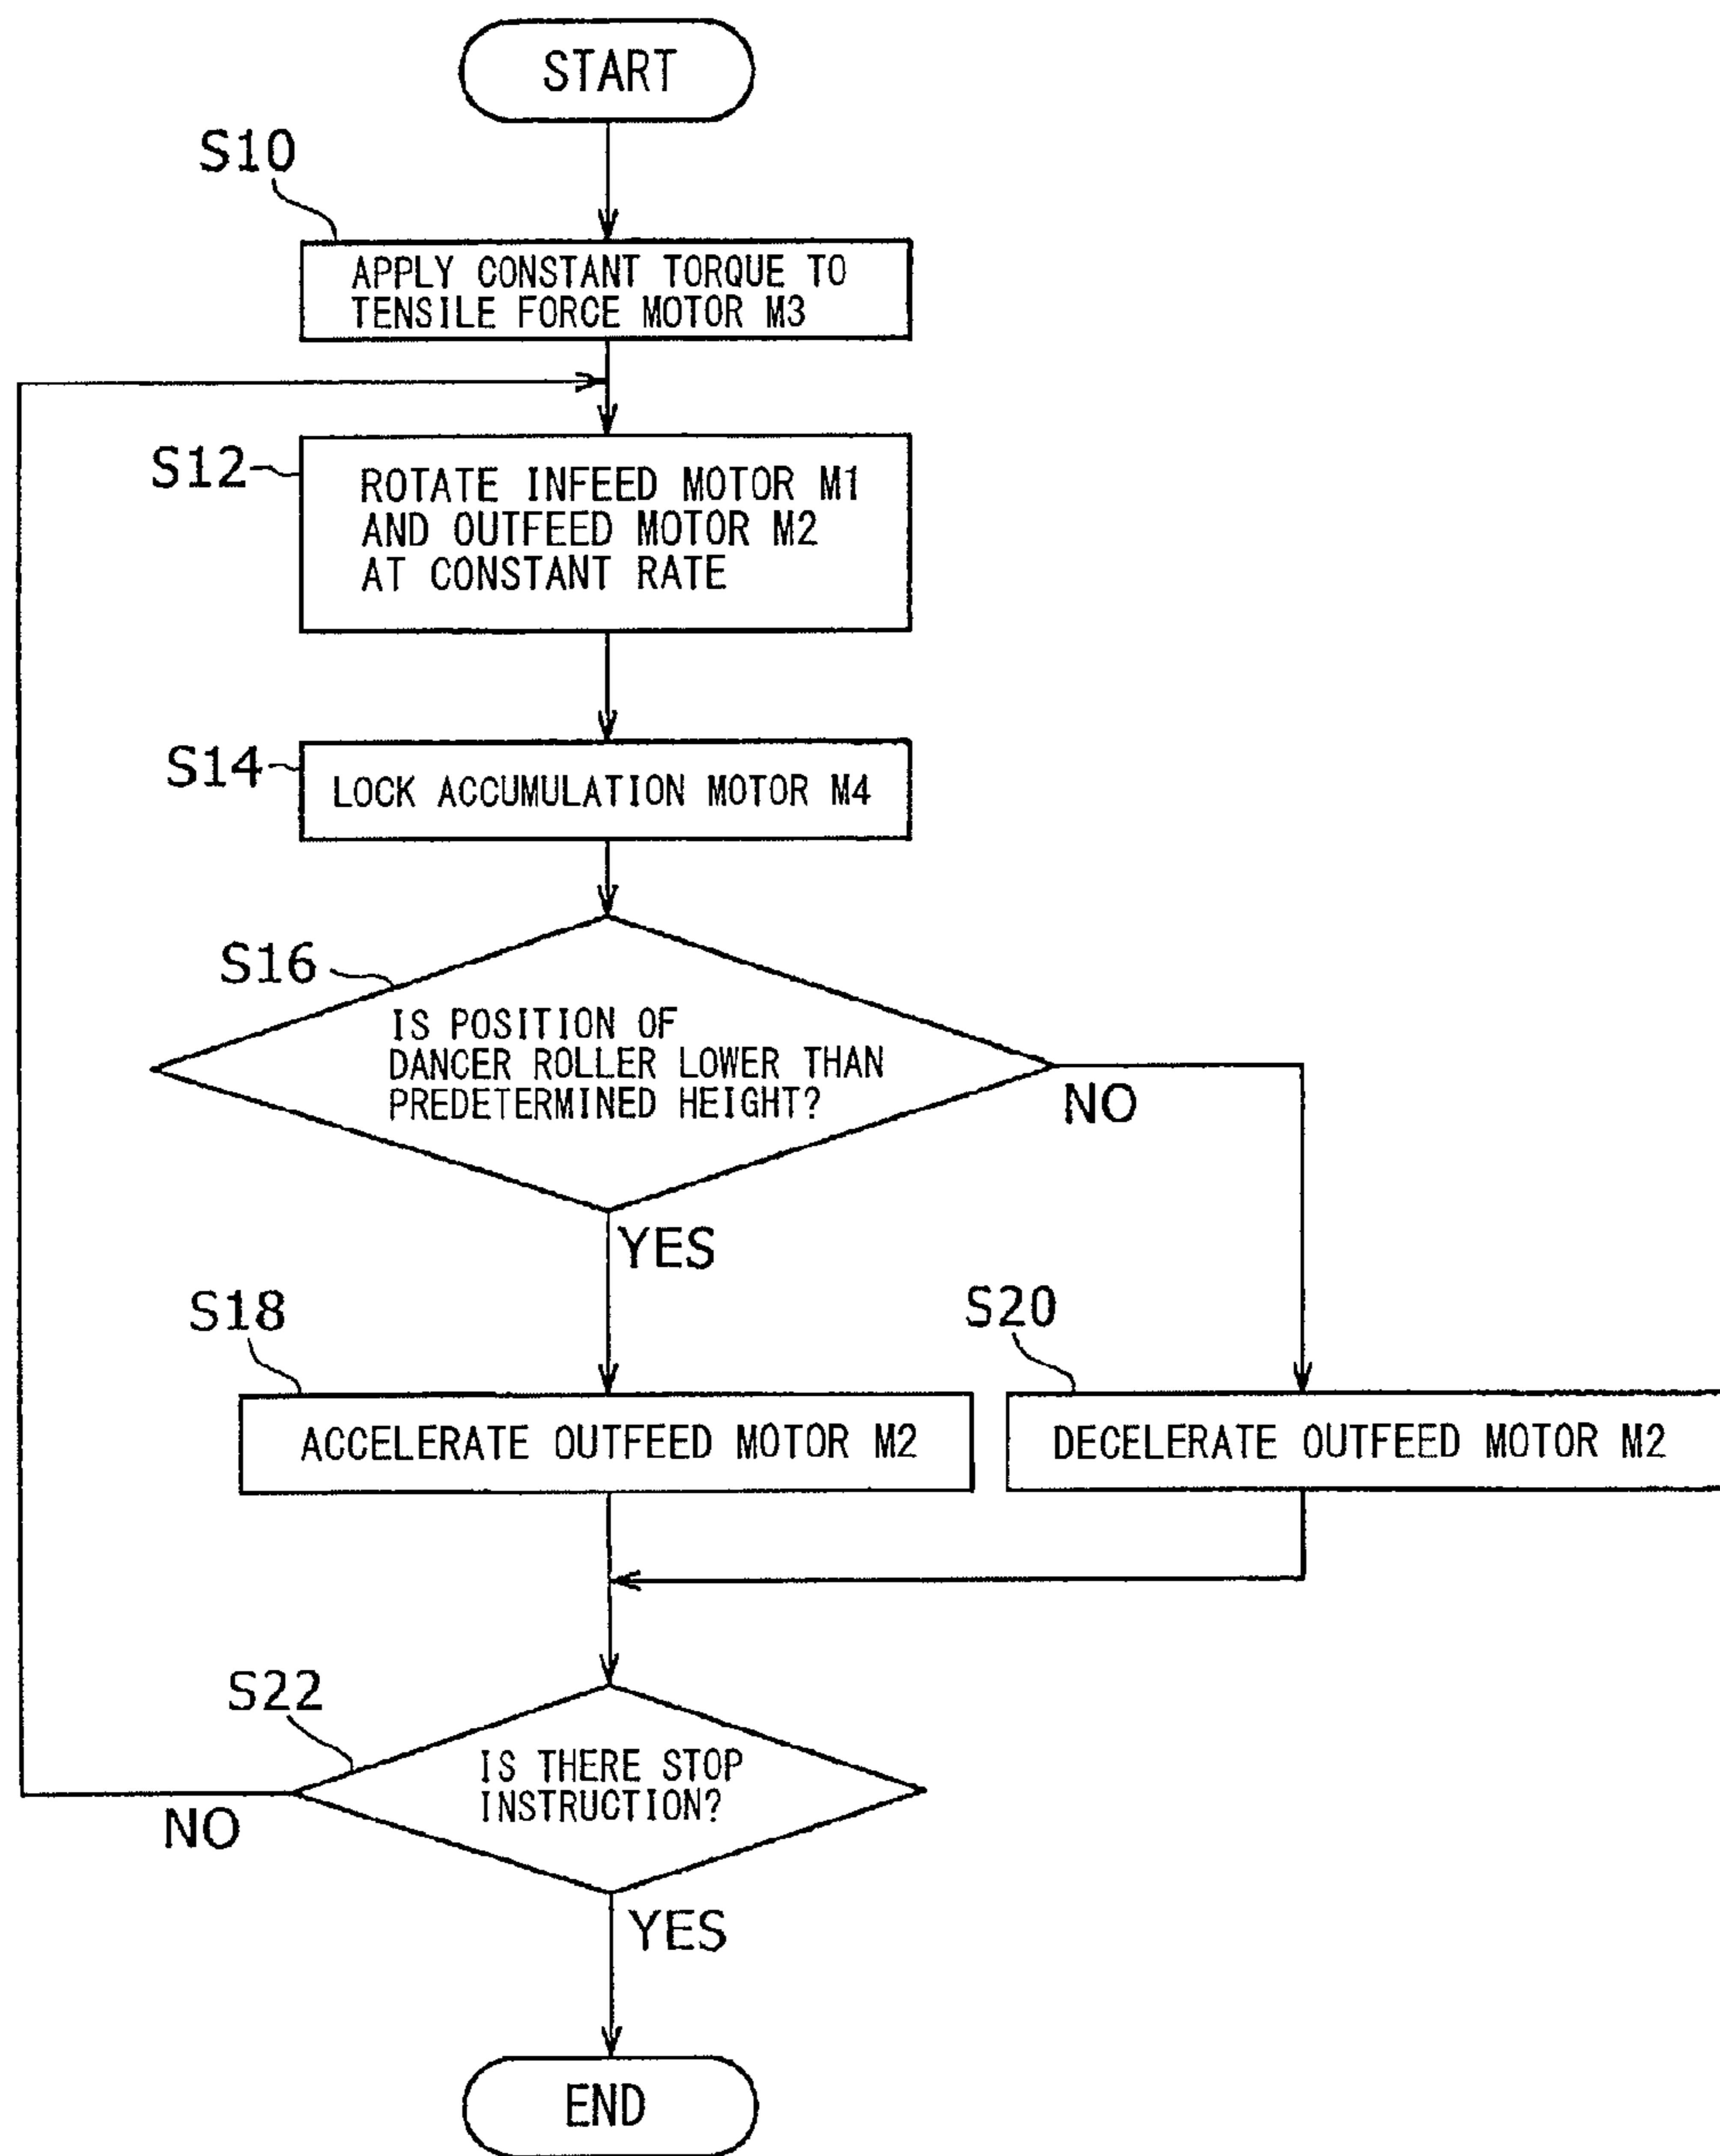 START
S10
APPLY CONSTANT TORQUE TO
TENSILE FORCE MOTOR M3
S12
ROTATE INFEED MOTOR M1
AND OUTFEED MOTOR M2
AT CONSTANT RATE
S14
LOCK ACCUMULATION MOTOR M4
S16
IS POSITION OF
DANCER ROLLER LOWER THAN
PREDETERMINED HEIGHT?
NO
YES
S18
ACCELERATE OUTFEED MOTOR M2
S20
DECELERATE OUTFEED MOTOR M2
S22
IS THERE STOP
INSTRUCTION?
NO
YES
END